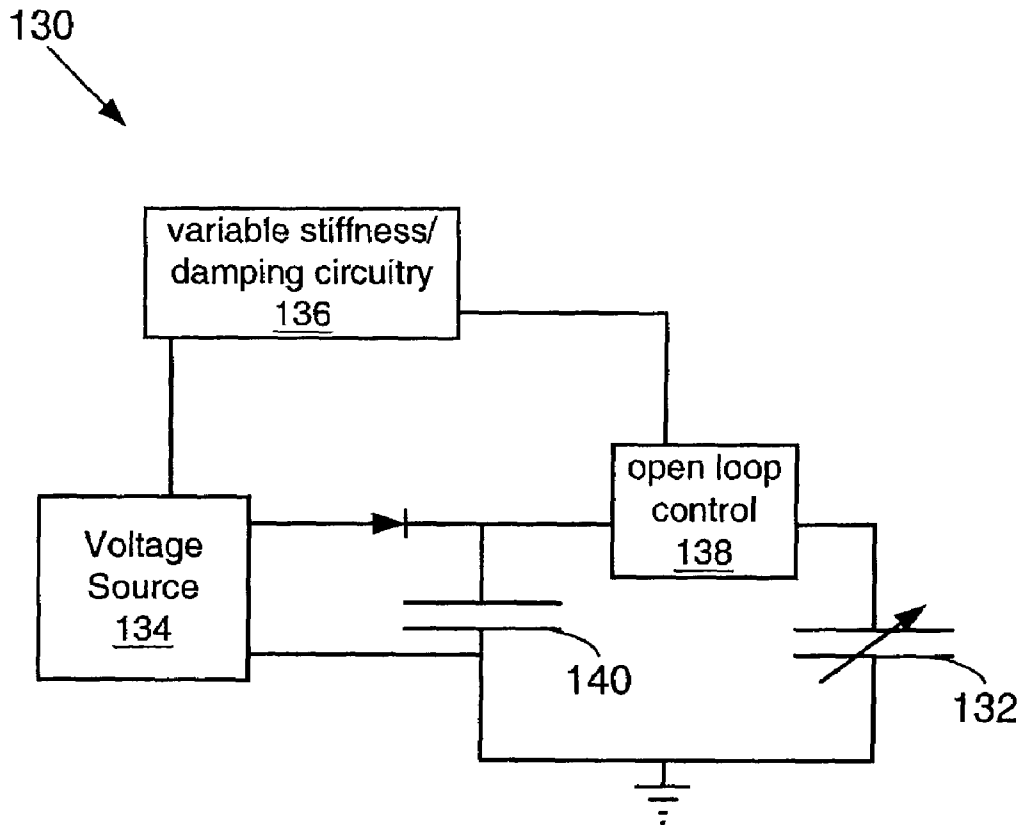 130
variable stiffness/
damping circuitry
136
open loop
control
138
Voltage
Source
134
140
132